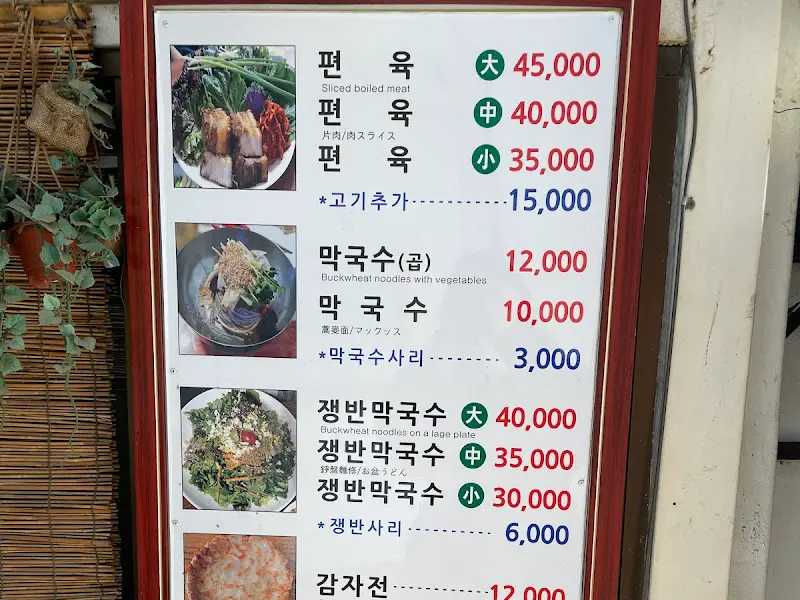 편 육 大 45,000
Sliced boiled meat
편 육 中 40,000
片肉/肉スライス
편 육 小 35,000
*고기추가 15,000
막국수(곱) 12,000
Buckwheat noodles with vegetables
막 국 수 10,000
蕎麦面/マックッス
*막국수사리 3,000
쟁반막국수 大 40,000
Buckwheat noodles on a lage plate
쟁반막국수 中 35,000
쟁반막국수 小 30,000
*쟁반사리 6,000
감자전 12,000